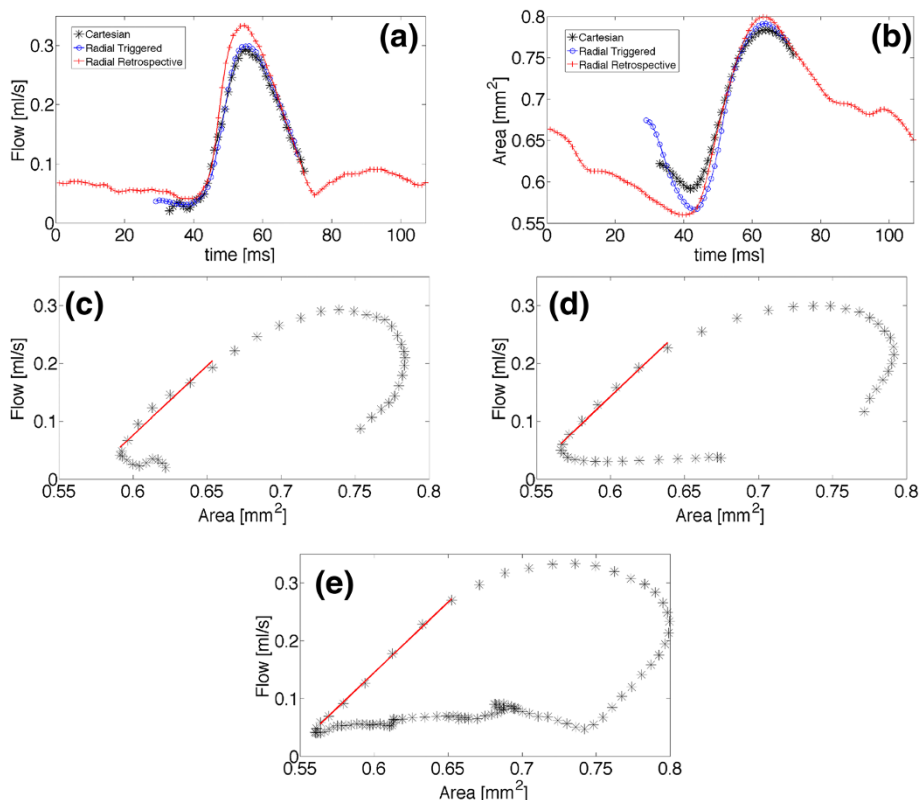 (a)
Cartesian
Radial Triggered
Radial Retrospective
Flow [ml/s]
0.3
0.2
0.1
0
0 20 40 60 80 100
time [ms]
(b)
Cartesian
Radial Triggered
Radial Retrospective
Area [mm²]
0.8
0.75
0.7
0.65
0.6
0.55
0 20 40 60 80 100
time [ms]
(c)
Flow [ml/s]
0.3
0.2
0.1
0
0.55 0.6 0.65 0.7 0.75 0.8
Area [mm²]
(d)
Flow [ml/s]
0.3
0.2
0.1
0
0.55 0.6 0.65 0.7 0.75 0.8
Area [mm²]
(e)
Flow [ml/s]
0.3
0.2
0.1
0
0.55 0.6 0.65 0.7 0.75 0.8
Area [mm²]